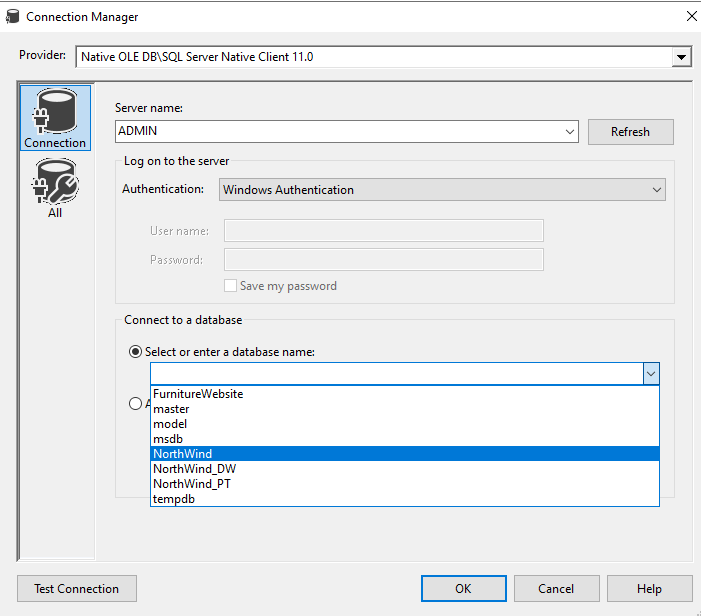 Connection Manager
Provider: Native OLE DB\SQL Server Native Client 11.0
Connection
All
Server name:
ADMIN Refresh
Log on to the server
Authentication: Windows Authentication
User name:
Password:
Save my password
Connect to a database
Select or enter a database name:
FurnitureWebsite
master
model
msdb
NorthWind
NorthWind_DW
NorthWind_PT
tempdb
Test Connection OK Cancel Help